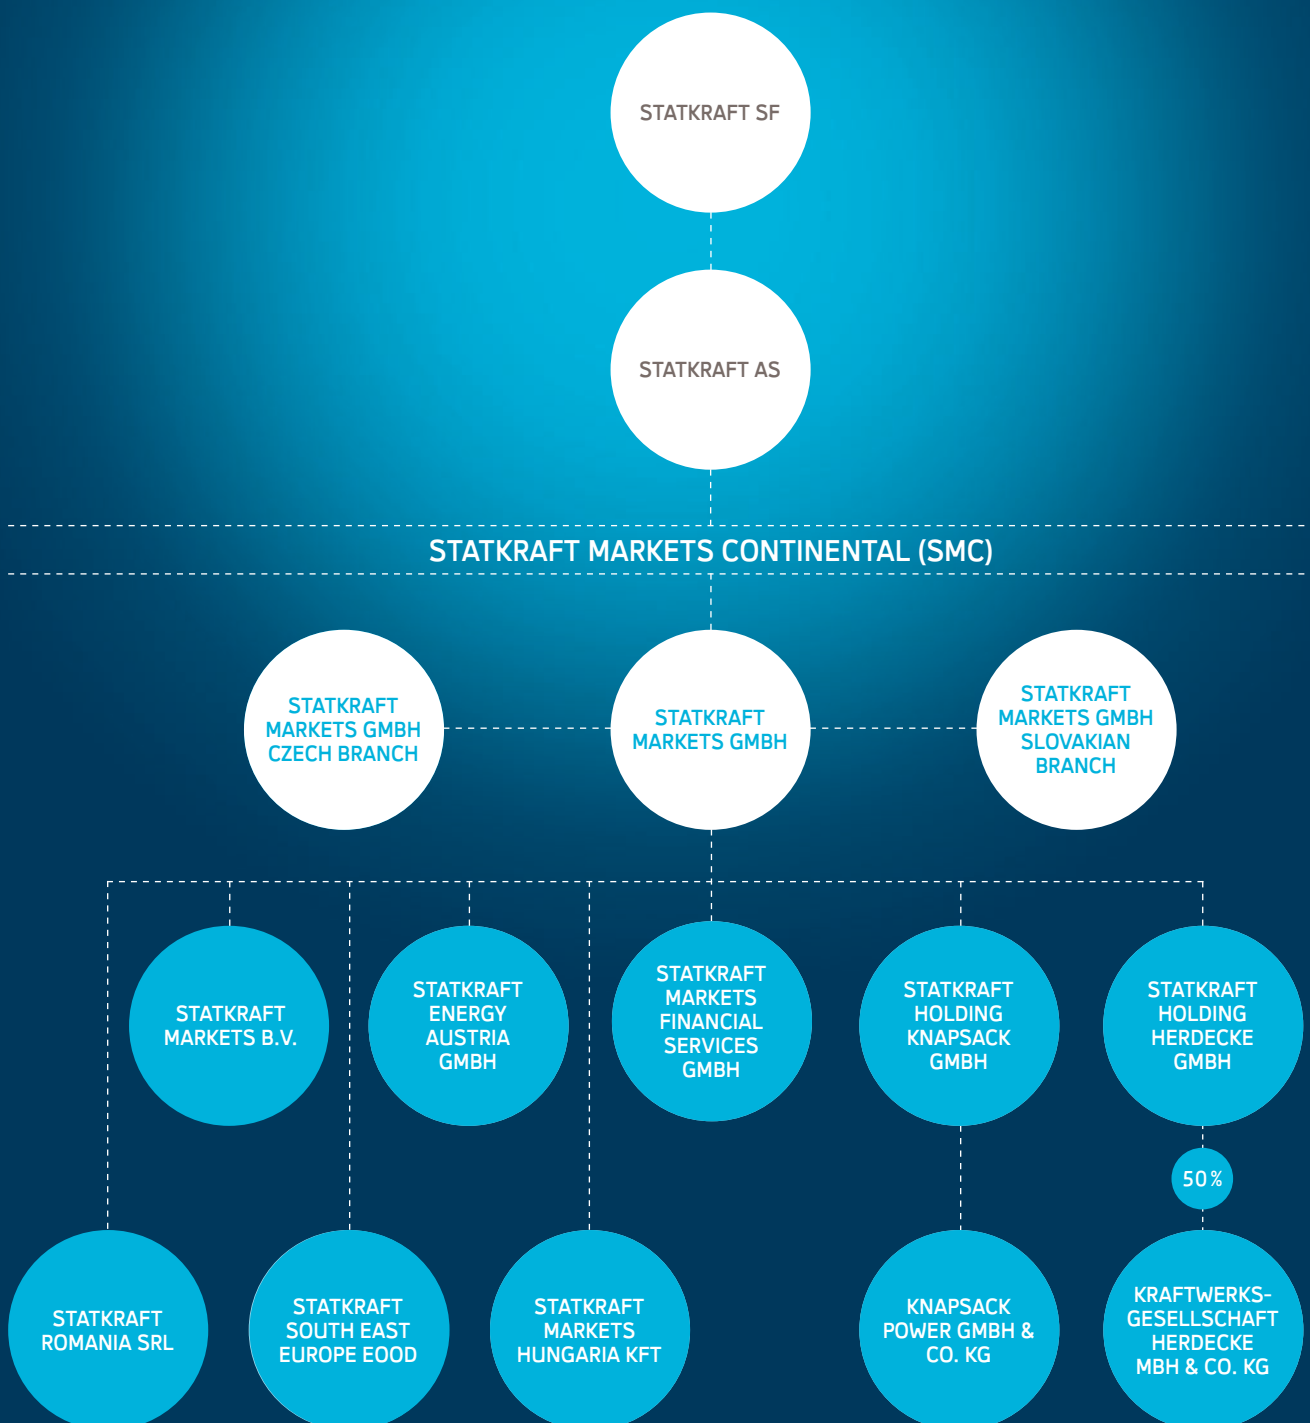 STATKRAFT SF
STATKRAFT AS
STATKRAFT MARKETS CONTINENTAL (SMC)
STATKRAFT
MARKETS GMBH
CZECH BRANCH
STATKRAFT
MARKETS GMBH
STATKRAFT
MARKETS GMBH
SLOVAKIAN
BRANCH
STATKRAFT
MARKETS B.V.
STATKRAFT
ENERGY
AUSTRIA
GMBH
STATKRAFT
MARKETS
FINANCIAL
SERVICES
GMBH
STATKRAFT
HOLDING
KNAPSACK
GMBH
STATKRAFT
HOLDING
HERDECKE
GMBH
50 %
STATKRAFT
ROMANIA SRL
STATKRAFT
SOUTH EAST
EUROPE EOOD
STATKRAFT
MARKETS
HUNGARIA KFT
KNAPSACK
POWER GMBH &
CO. KG
KRAFTWERKS-
GESELLSCHAFT
HERDECKE
MBH & CO. KG